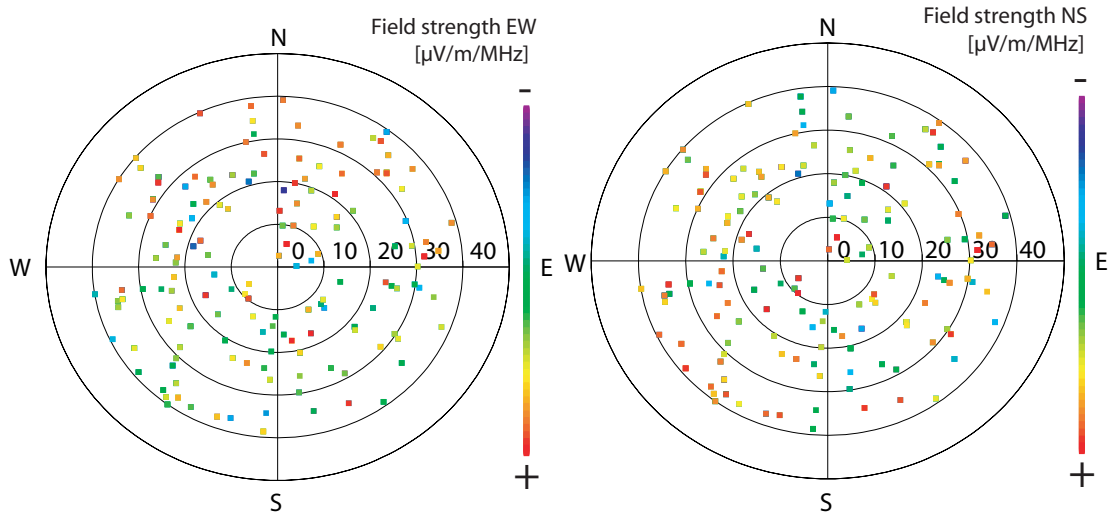 Field strength EW
[µV/m/MHz]
N
-
W
0 10 20 30 40
E
+
S
Field strength NS
[µV/m/MHz]
N
-
W
0 10 20 30 40
E
+
S